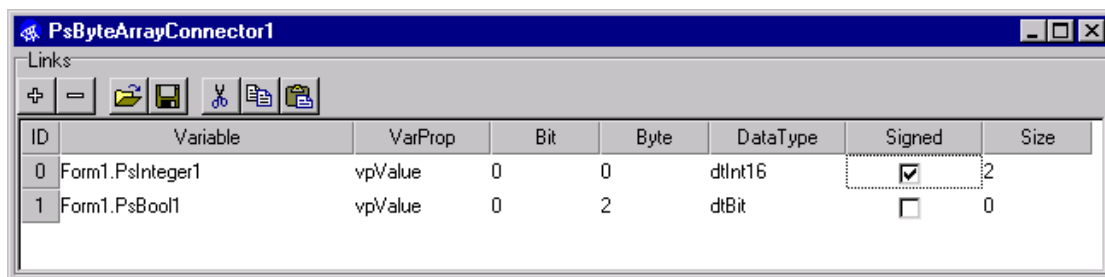 PsByteArrayConnector1
Links
ID Variable VarProp Bit Byte DataType Signed Size
0 Form1.PsInteger1 vpValue 0 0 dtInt16 2
1 Form1.PsBool1 vpValue 0 2 dtBit 0